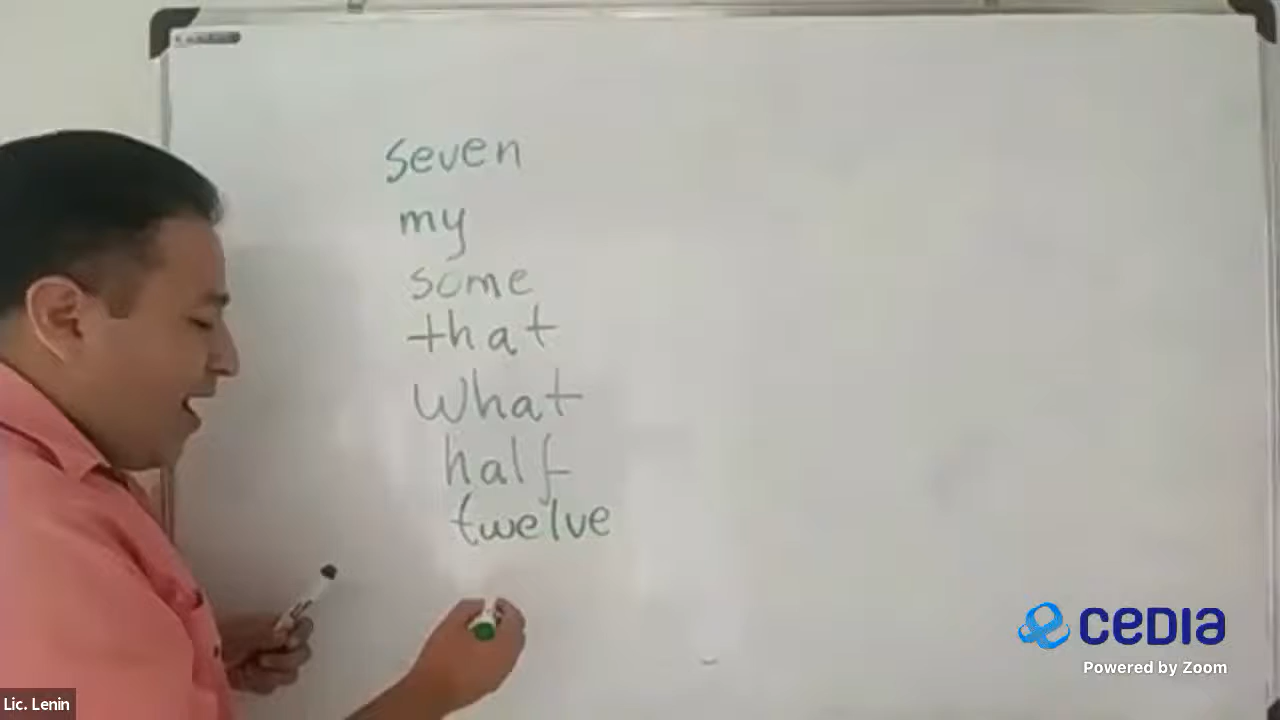 seven
my
some
that
what
half
twelve
CEDIA
Powered by Zoom
Lic. Lenin